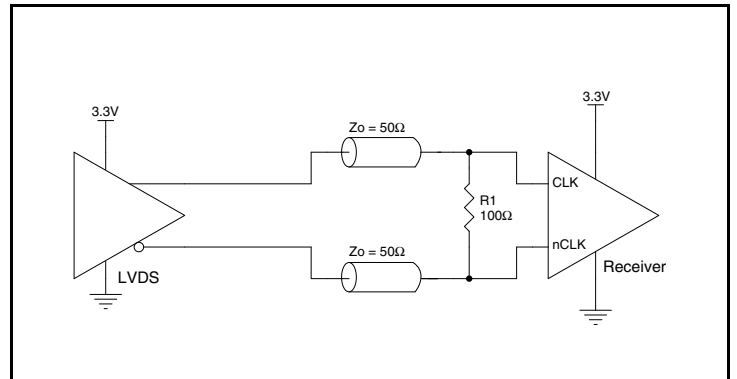 3.3V
3.3V
Zo = 50Ω
CLK
R1
100Ω
nCLK
Zo = 50Ω
LVDS
Receiver